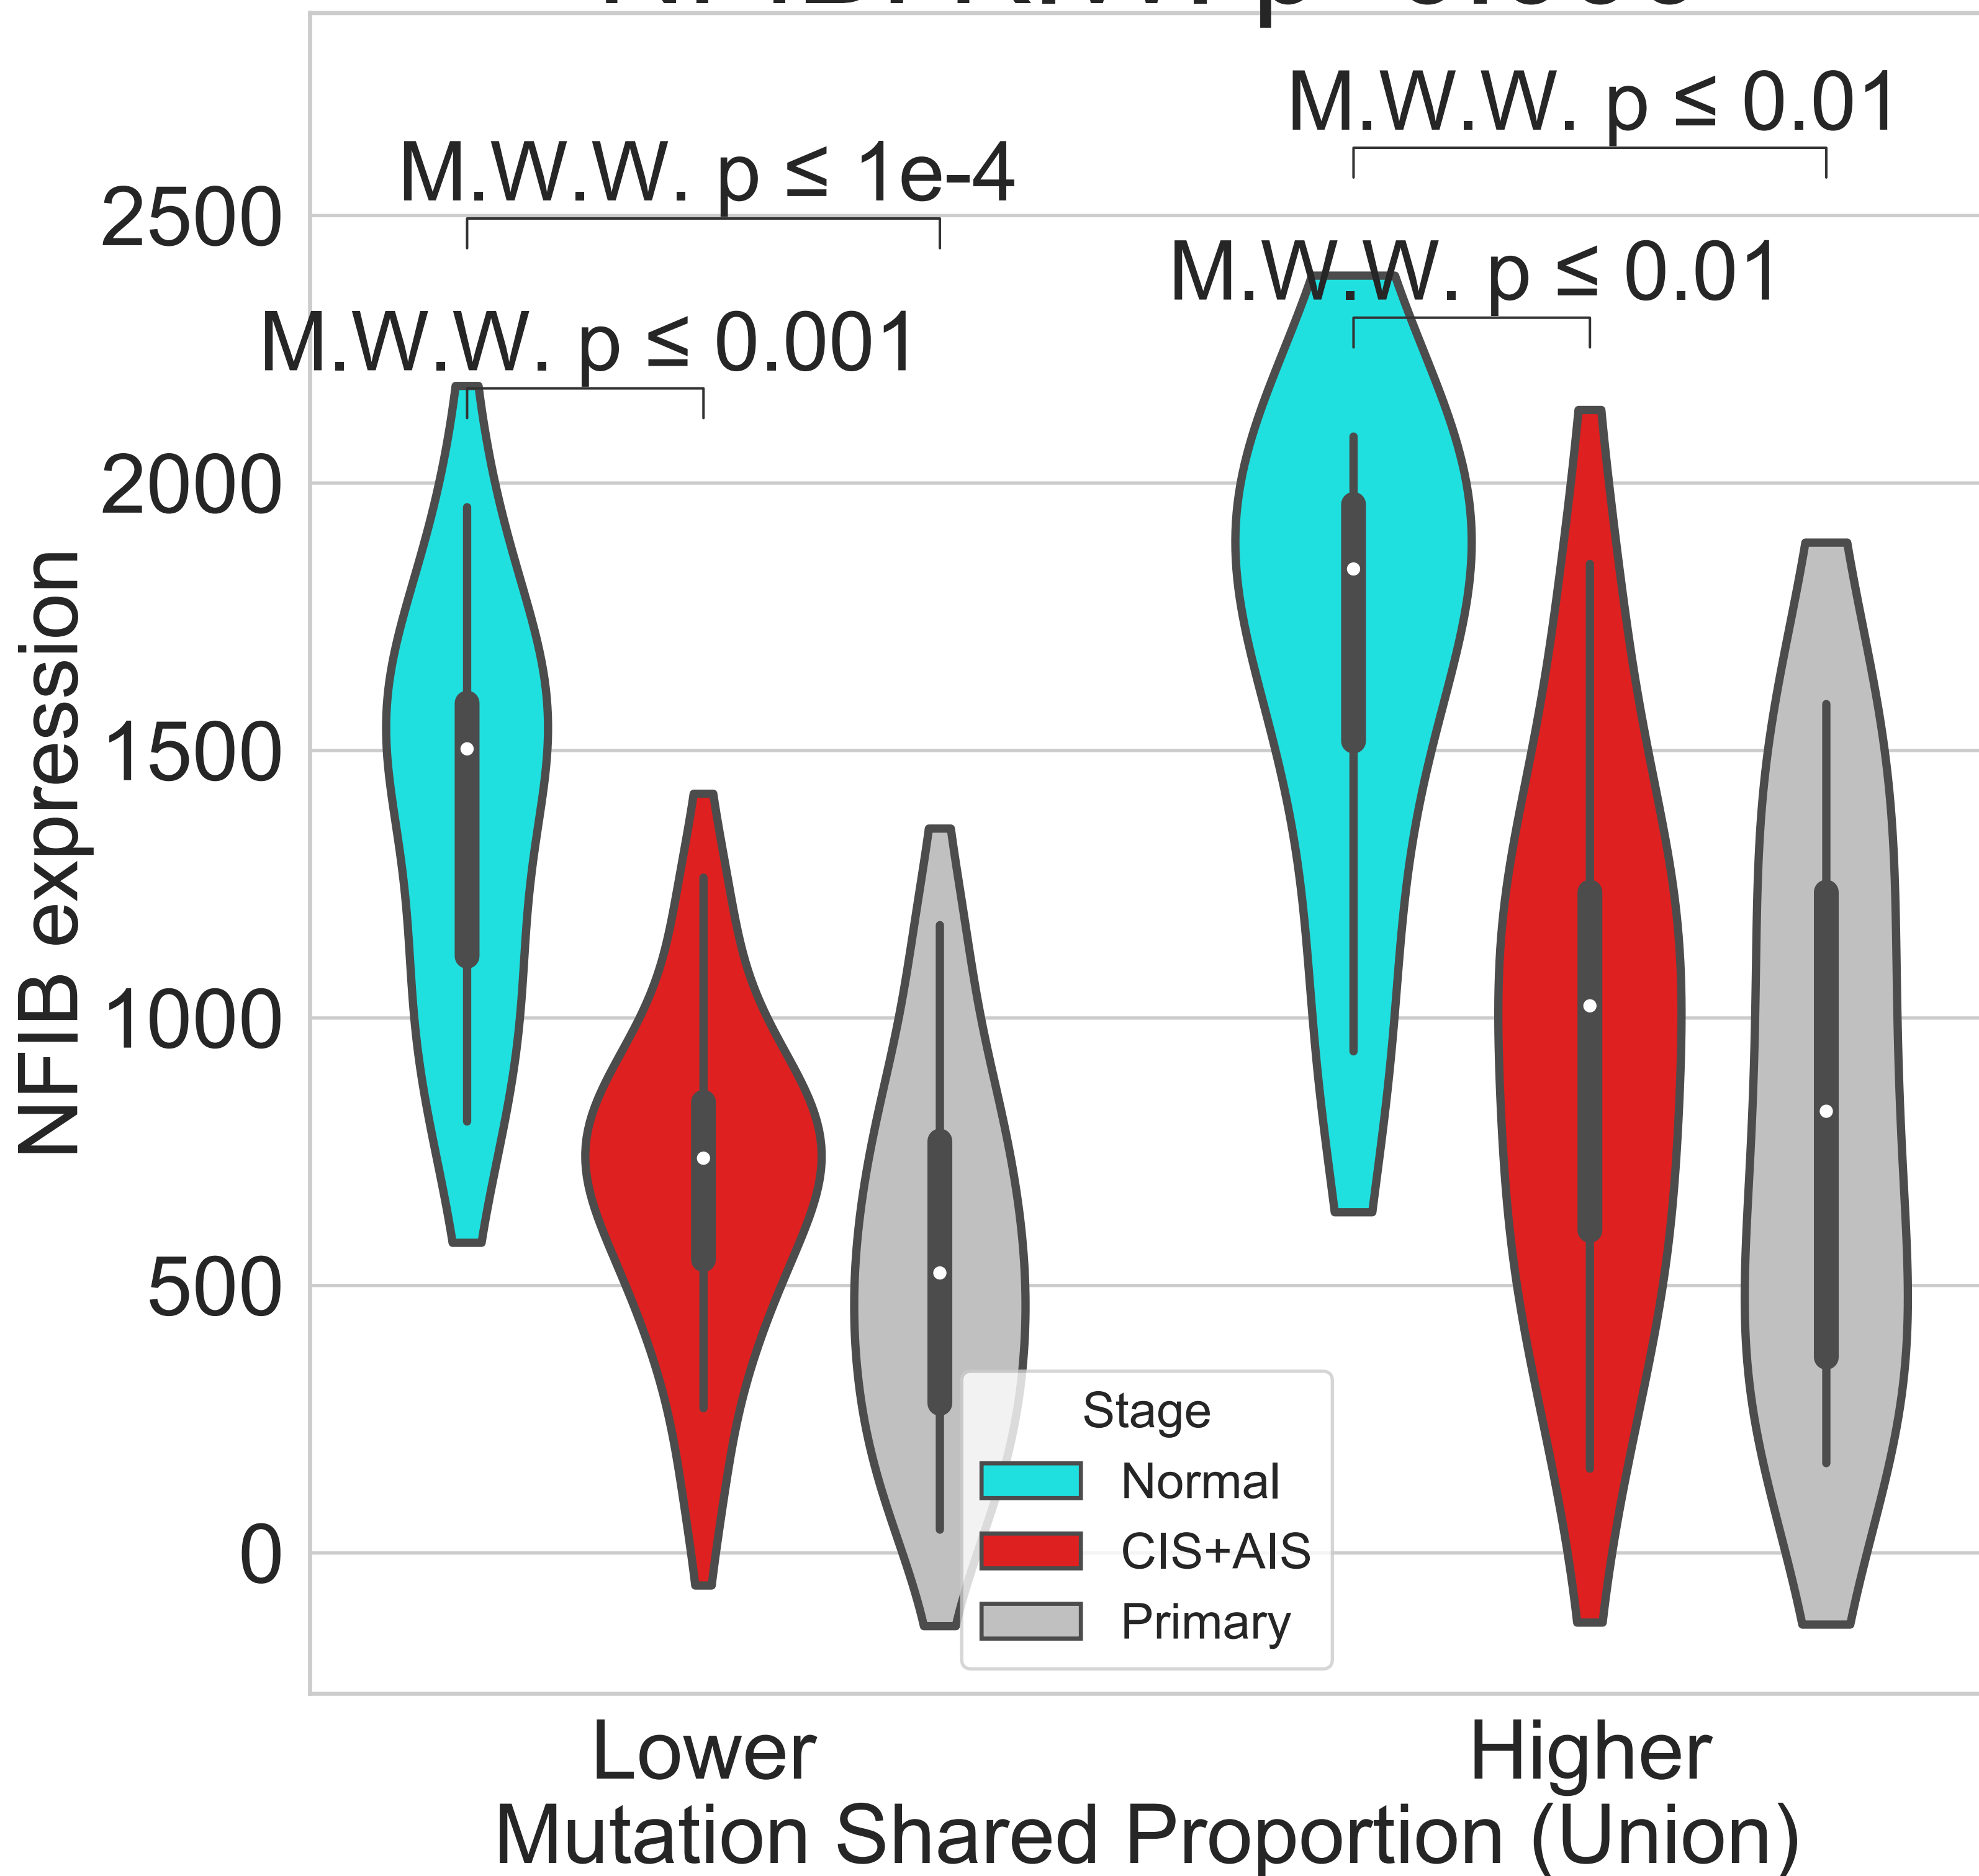 M.W.W. p ≤ 0.01
M.W.W. p ≤ 1e-4
2500
M.W.W. p ≤ 0.01
M.W.W. p ≤ 0.001
2000
1500
1000
500
0
NFIB expression
Stage
Normal
CIS+AIS
Primary
Lower
Higher
Mutation Shared Proportion (Union)